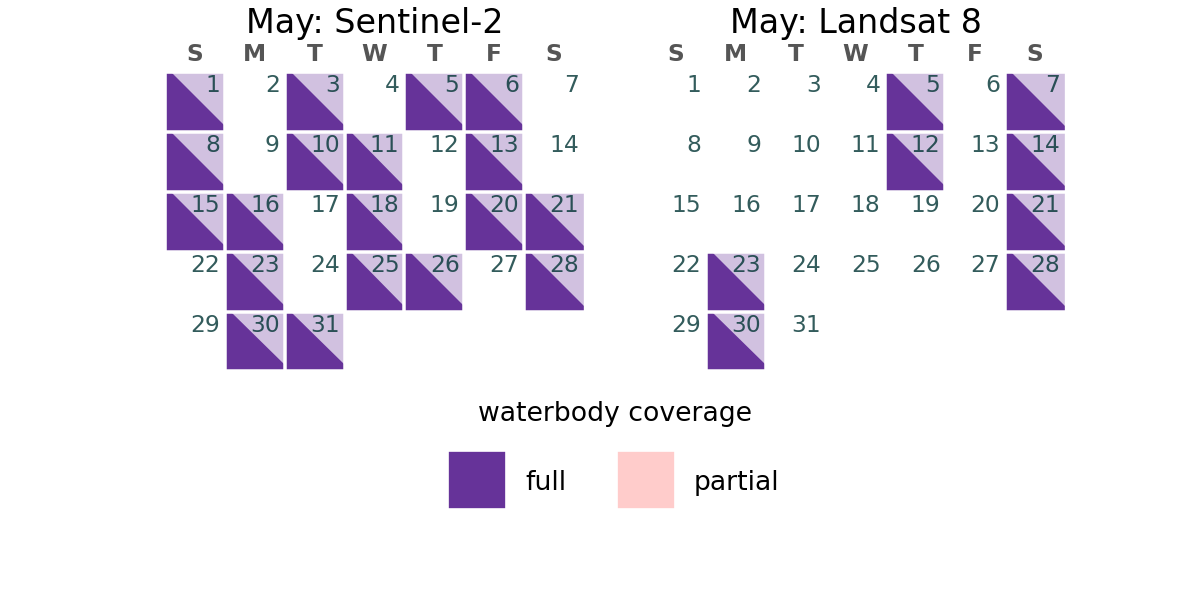 May: Sentinel-2
S M T W T F S
1 2 3 4 5 6 7
8 9 10 11 12 13 14
15 16 17 18 19 20 21
22 23 24 25 26 27 28
29 30 31
May: Landsat 8
S M T W T F S
1 2 3 4 5 6 7
8 9 10 11 12 13 14
15 16 17 18 19 20 21
22 23 24 25 26 27 28
29 30 31
waterbody coverage
full partial